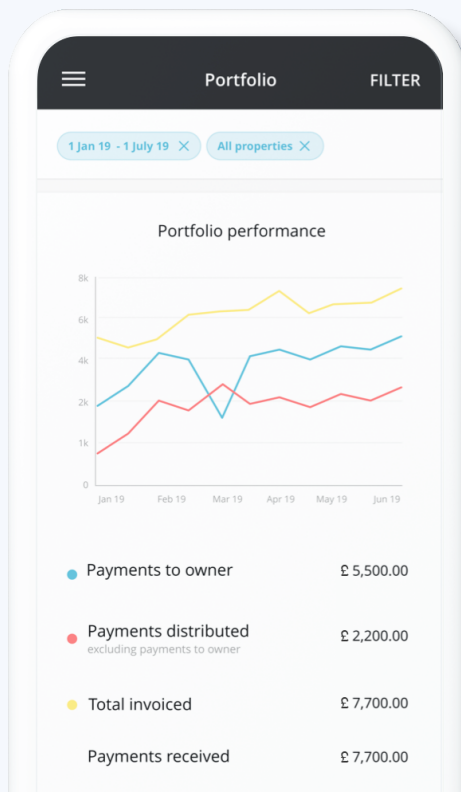 Portfolio
FILTER
1 Jan 19 - 1 July 19
All properties
Portfolio performance
8k
6k
4k
2k
1k
0
Jan 19 Feb 19 Mar 19 Apr 19 May 19 Jun 19
Payments to owner £ 5,500.00
Payments distributed £ 2,200.00
excluding payments to owner
Total invoiced £ 7,700.00
Payments received £ 7,700.00